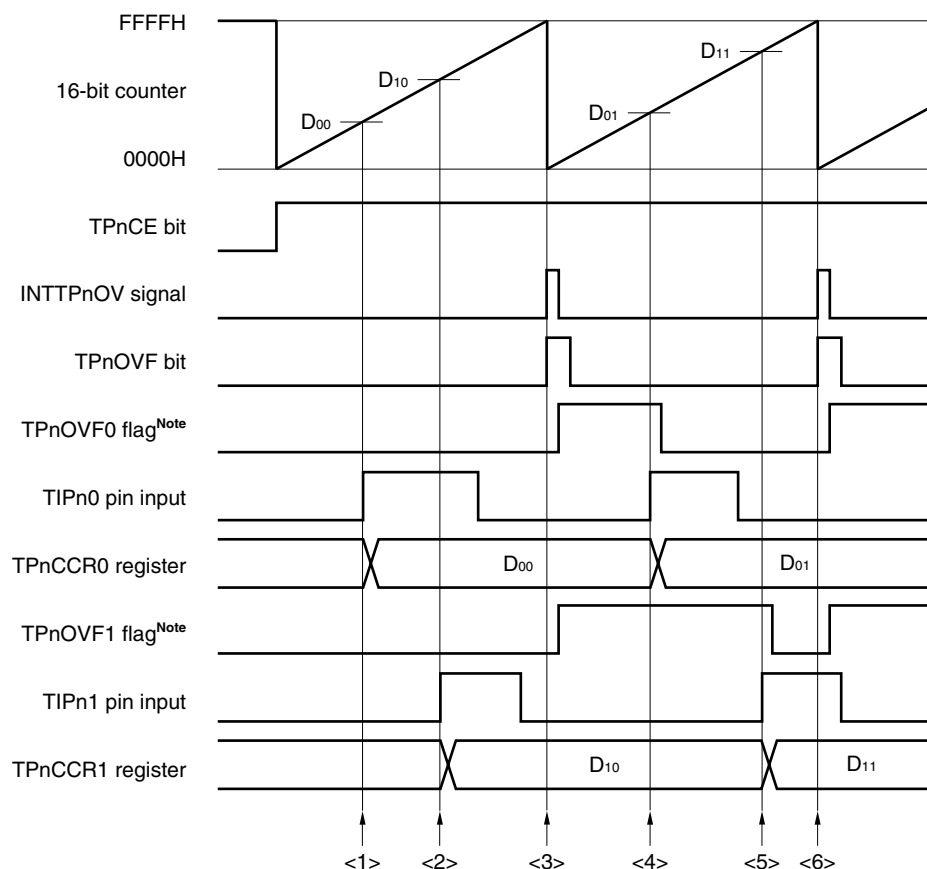 FFFFH
16-bit counter
0000H
D10
D00
D11
D01
TPnCE bit
INTTPnOV signal
TPnOVF bit
TPnOVF0 flagNote
TIPn0 pin input
TPnCCR0 register
D00
D01
TPnOVF1 flagNote
TIPn1 pin input
TPnCCR1 register
D10
D11
<1> <2> <3> <4> <5> <6>